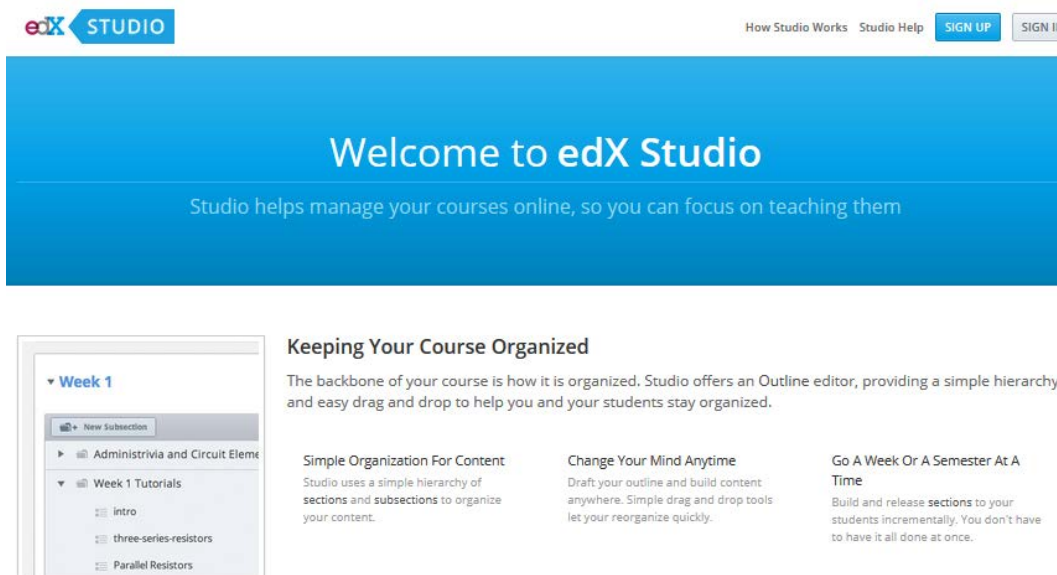 edX STUDIO
How Studio Works Studio Help SIGN UP SIGN I
Welcome to edX Studio
Studio helps manage your courses online, so you can focus on teaching them
Week 1
New Subsection
Administrivia and Circuit Eleme
Week 1 Tutorials
intro
three-series-resistors
Parallel Resistors
Keeping Your Course Organized
The backbone of your course is how it is organized. Studio offers an Outline editor, providing a simple hierarchy
and easy drag and drop to help you and your students stay organized.
Simple Organization For Content
Studio uses a simple hierarchy of
sections and subsections to organize
your content.
Change Your Mind Anytime
Draft your outline and build content
anywhere. Simple drag and drop tools
let your reorganize quickly.
Go A Week Or A Semester At A
Time
Build and release sections to your
students incrementally. You don't have
to have it all done at once.